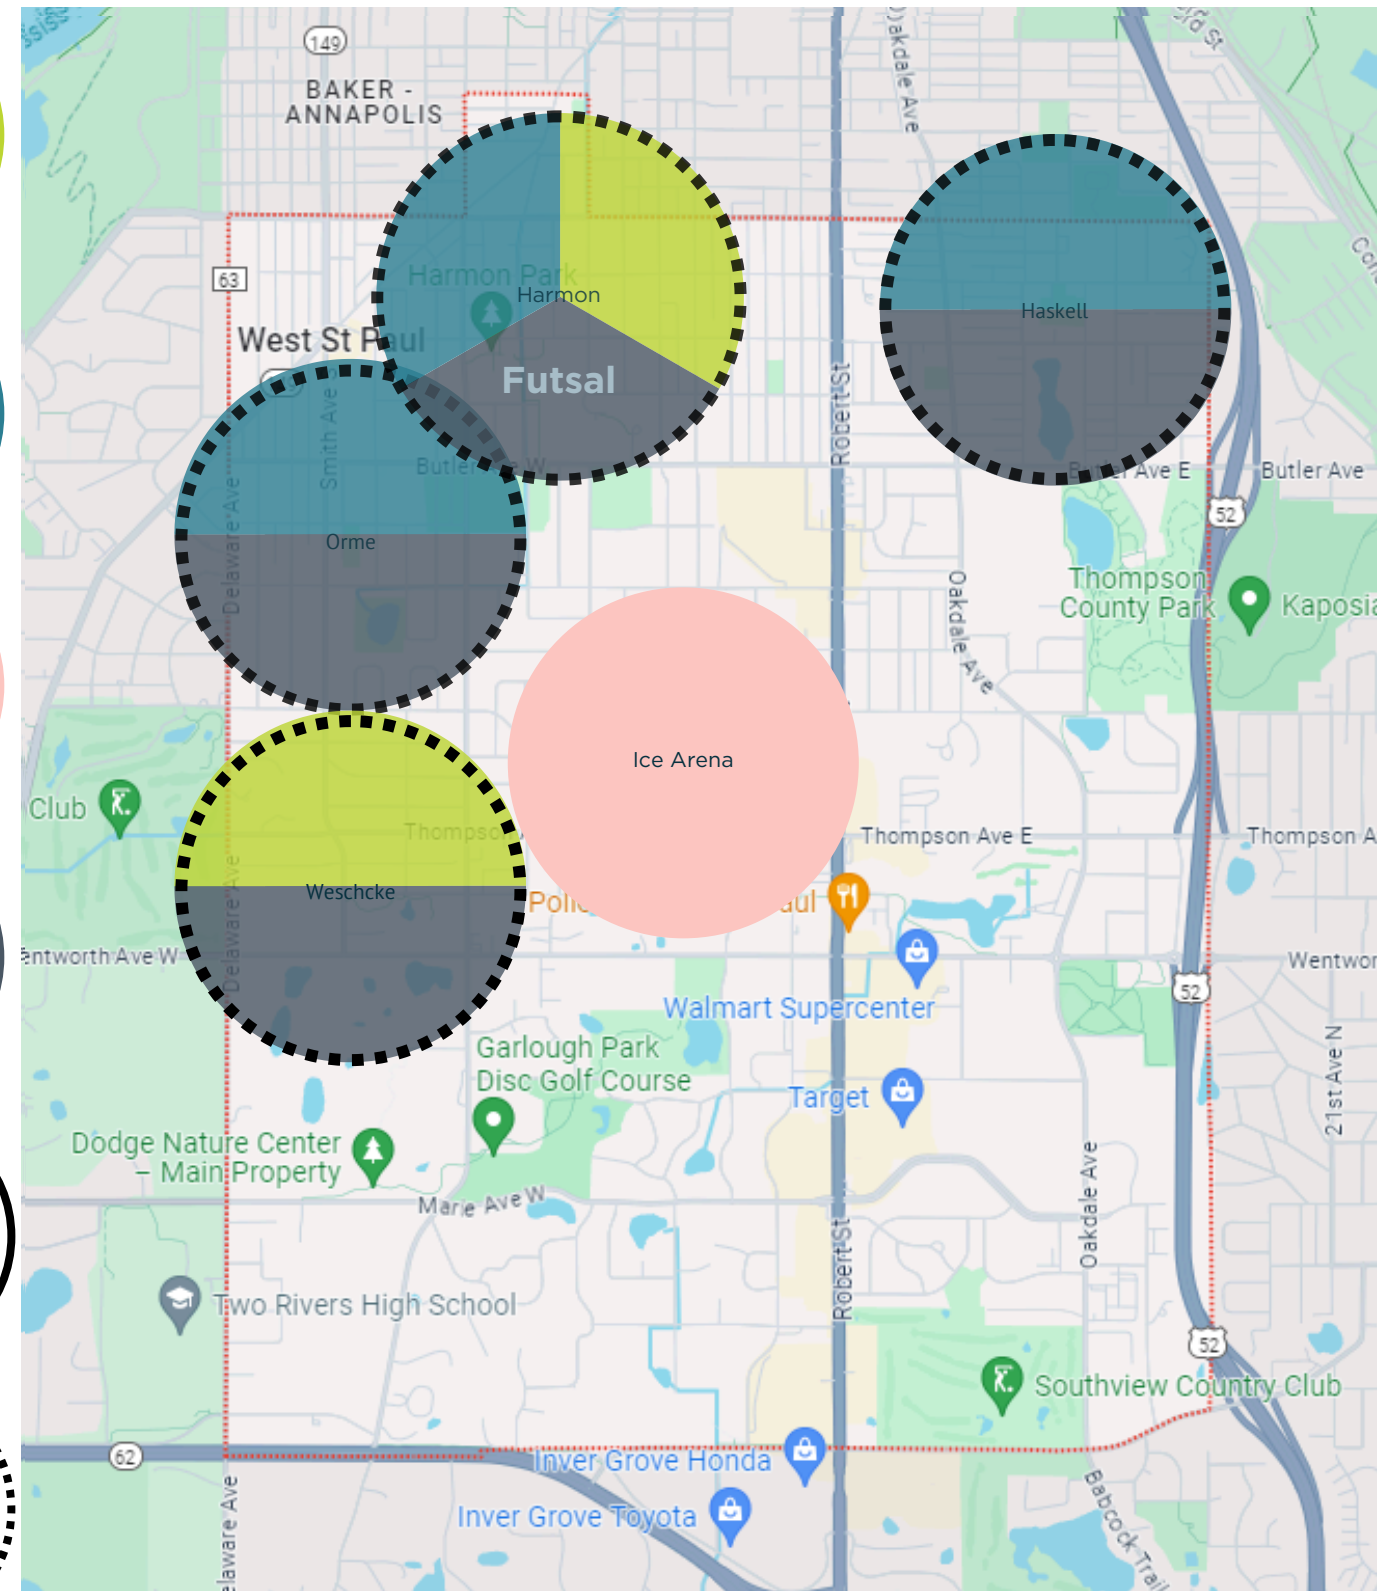 149
BAKER -
ANNAPOLIS
Oakdale Ave
3rd St
63
Harmon Park
Harmon
Haskell
West St Paul
Futsal
Smith Ave S
Robert St
Butler Ave W
Butler Ave E
Butler Ave
52
Delaware Ave
Orme
Thompson
County Park
Oakdale Ave
Ice Arena
Club
Thompson Ave E
Weschcke
Delaware Ave
Wentworth Ave W
52
Walmart Supercenter
Garlough Park
Disc Golf Course
Target
21st Ave N
Dodge Nature Center
– Main Property
Marie Ave W
Oakdale Ave
Robert St
Two Rivers High School
52
Southview Country Club
62
Inver Grove Honda
Inver Grove Toyota
Delaware Ave
Babcock Trail